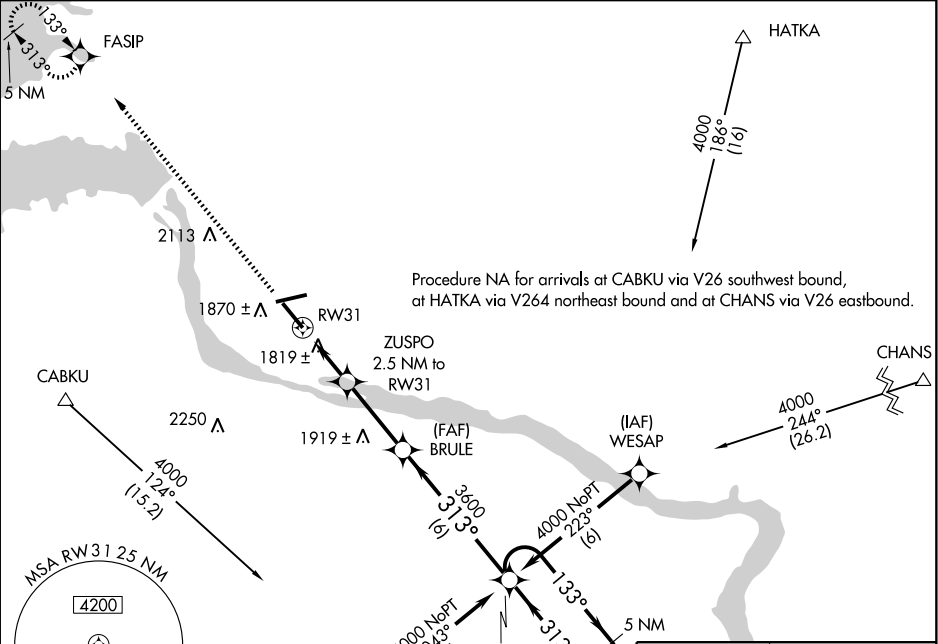 133°
313°
FASIP
5 NM
HATKA
4000
186°
(16)
2113
Procedure NA for arrivals at CABKU via V26 southwest bound,
at HATKA via V264 northeast bound and at CHANS via V26 eastbound.
1870 ±
RW31
1819 ±
ZUSPO
2.5 NM to
RW31
CHANS
4000
244°
(26.2)
CABKU
2250
1919 ±
(FAF)
BRULE
(IAF)
WESAP
4000
124°
(15.2)
3600
313°
(6)
4000 NoPT
223°
(6)
MSA RW31 25 NM
4200
133°
5 NM
000 NoPT
43°
312